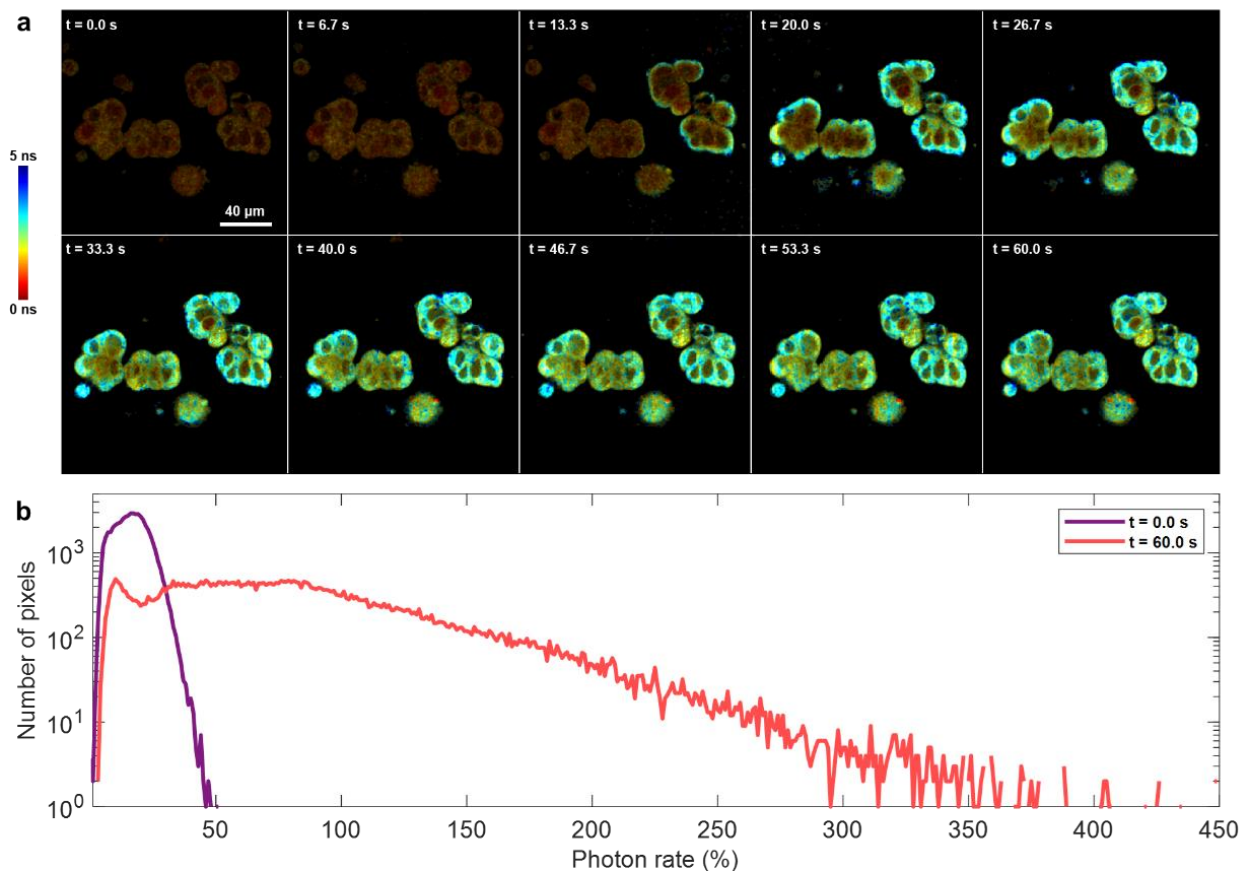 a
t = 0.0 s
t = 6.7 s
t = 13.3 s
t = 20.0 s
t = 26.7 s
5 ns
0 ns
40 µm
t = 33.3 s
t = 40.0 s
t = 46.7 s
t = 53.3 s
t = 60.0 s
b
t = 0.0 s
t = 60.0 s
Number of pixels
10³
10²
10¹
10⁰
50
100
150
200
250
300
350
400
450
Photon rate (%)